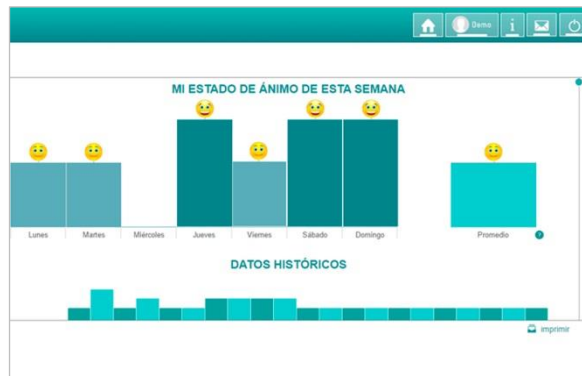 Demo
MI ESTADO DE ÁNIMO DE ESTA SEMANA
Lunes Martes Miércoles Jueves Viernes Sábado Domingo Promedio ?
DATOS HISTÓRICOS
imprimir